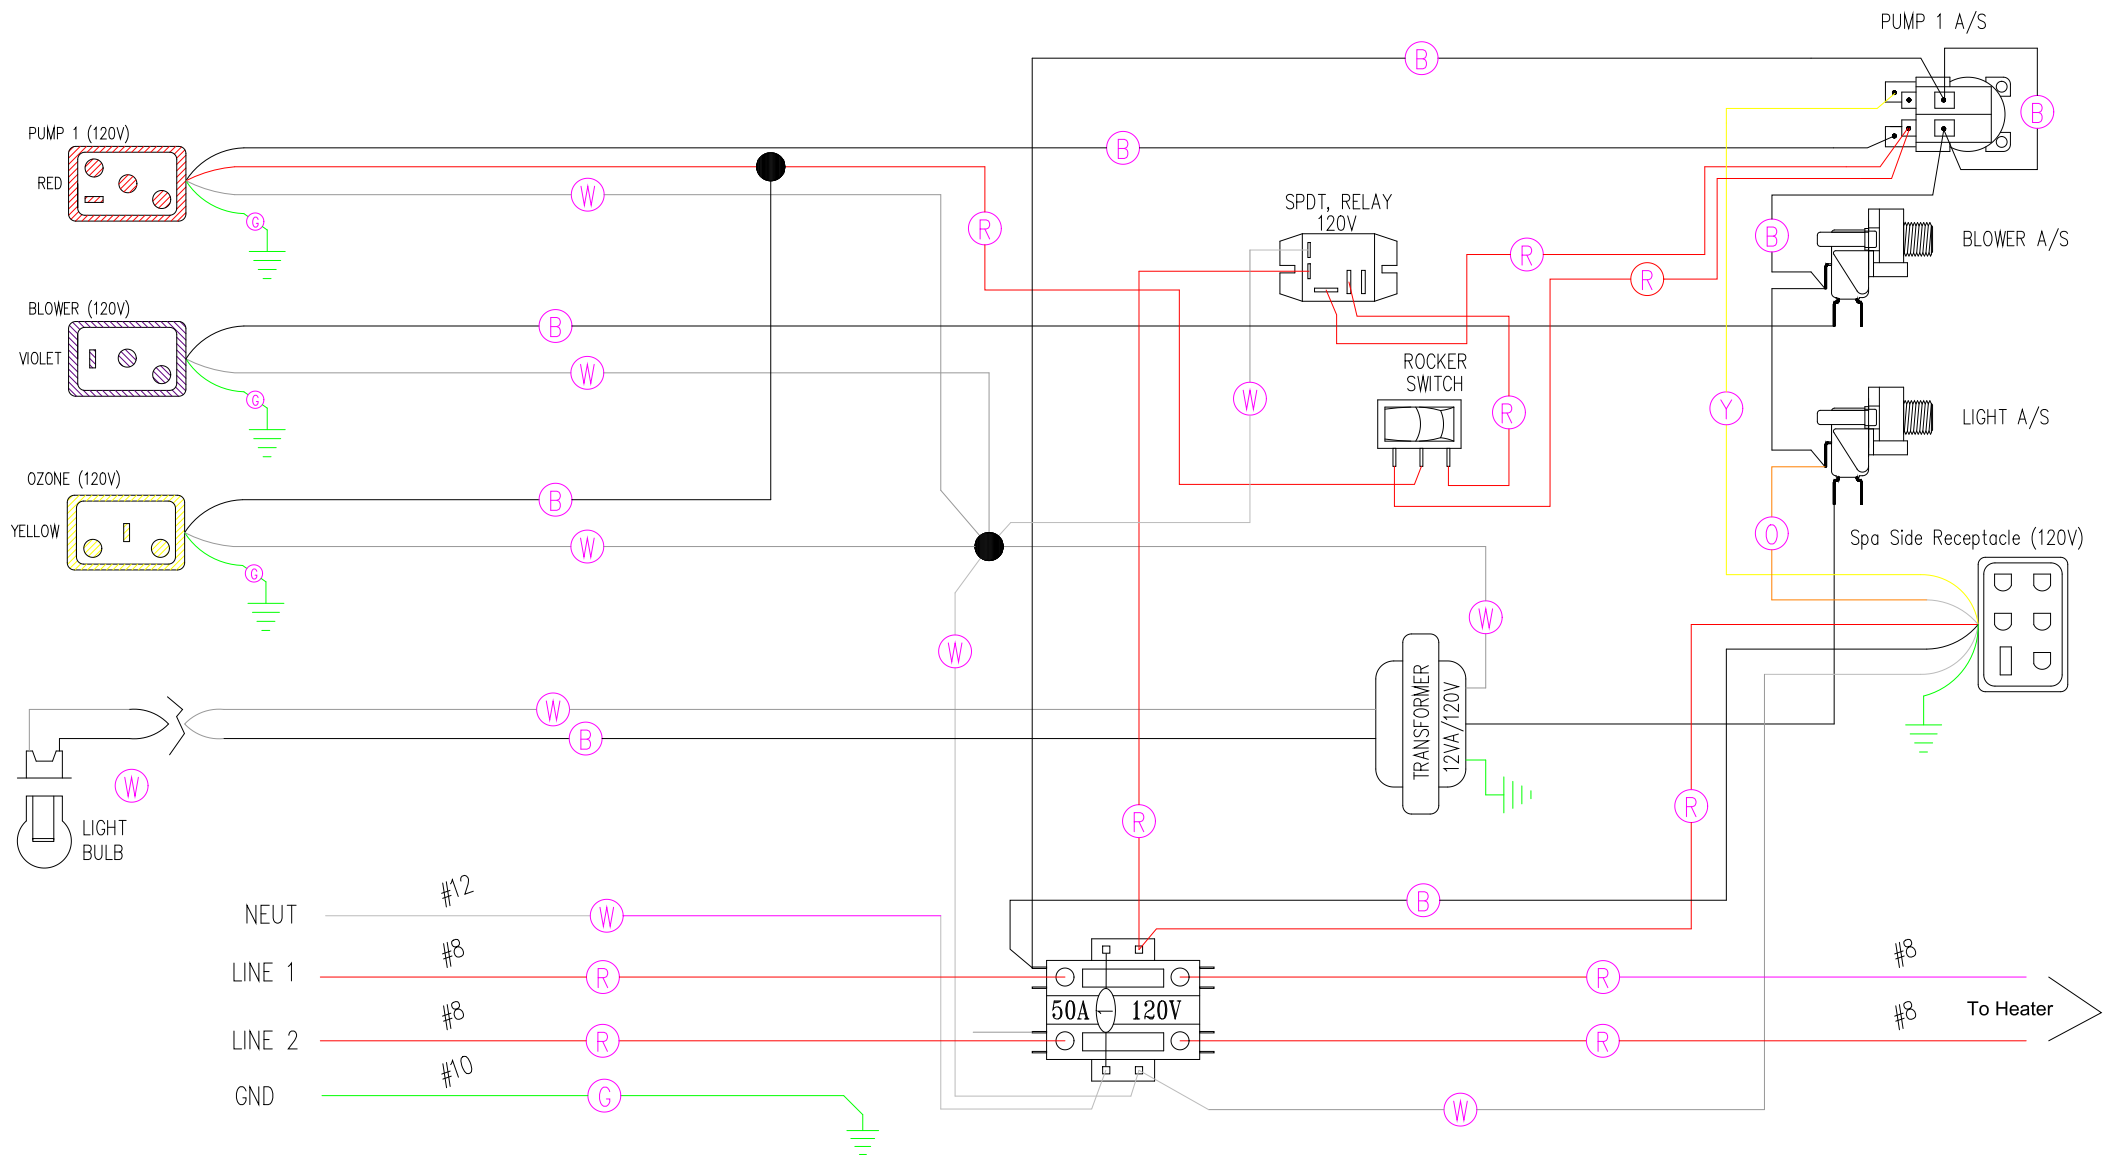 PUMP 1 A/S
B
B
PUMP 1 (120V)
B
RED
W
G
R
SPDT, RELAY
120V
R
R
B
BLOWER A/S
BLOWER (120V)
B
VIOLET
W
G
W
ROCKER
SWITCH
R
Y
LIGHT A/S
OZONE (120V)
B
YELLOW
W
G
O
Spa Side Receptacle (120V)
W
W
W
B
TRANSFORMER
12VA/120V
W
LIGHT
BULB
R
R
NEUT
#12
W
B
LINE 1
#8
R
R
#8
50A
1
120V
LINE 2
#8
R
R
#8
To Heater
GND
#10
G
W